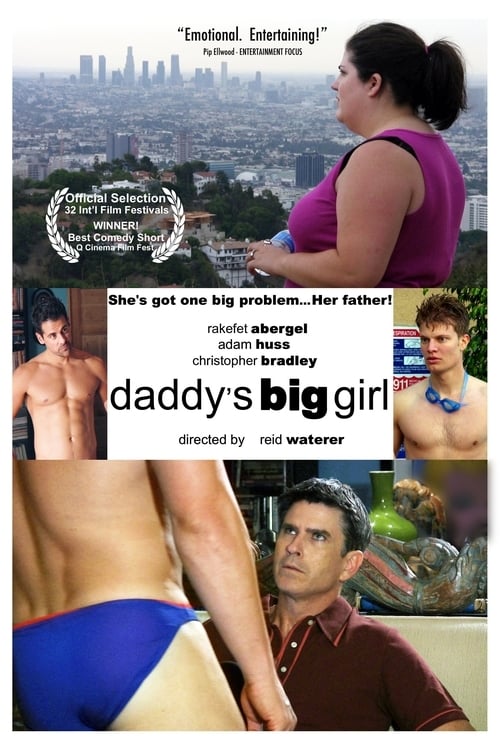 “Emotional. Entertaining!”
Pip Ellwood - ENTERTAINMENT FOCUS
Official Selection
32 Int'l Film Festivals
WINNER!
Best Comedy Short
Q Cinema Film Fest
She's got one big problem...Her father!
rakefet abergel
adam huss
christopher bradley
daddy's big girl
directed by reid waterer
911